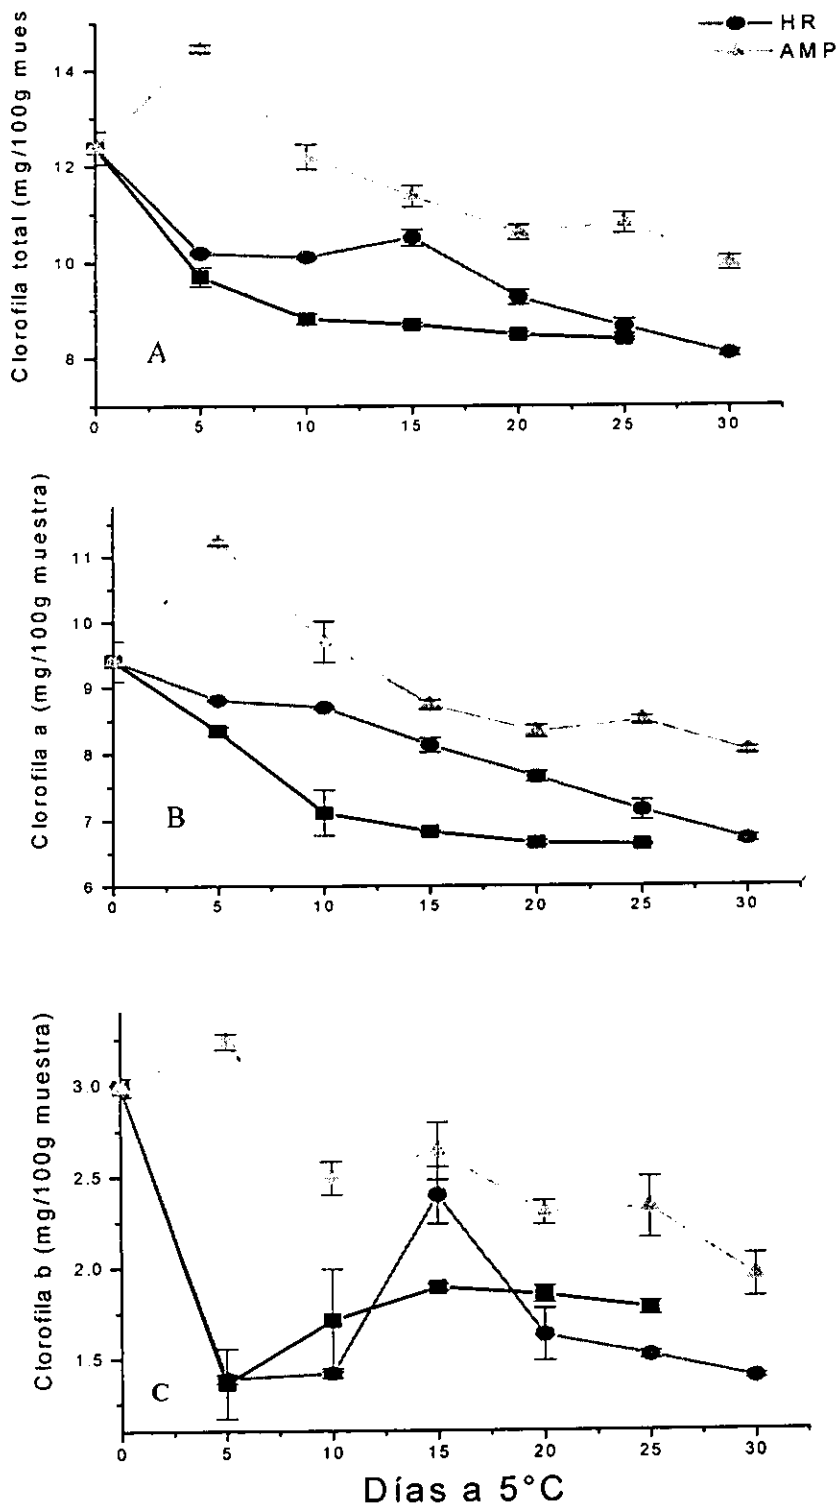 HR
AMP
Clorofila total (mg/100g mues
14
12
10
8
A
0 5 10 15 20 25 30
Clorofila a (mg/100g muestra)
11
10
9
8
7
6
B
0 5 10 15 20 25 30
Clorofila b (mg/100g muestra)
3.0
2.5
2.0
1.5
C
0 5 10 15 20 25 30
Días a 5°C